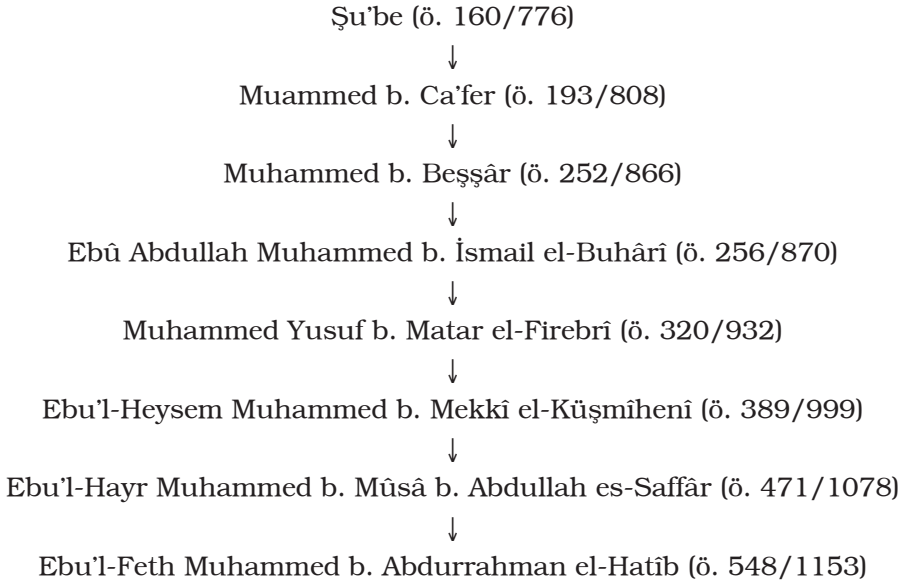 Şu’be (ö. 160/776)
↓
Muammed b. Ca’fer (ö. 193/808)
↓
Muhammed b. Beşşâr (ö. 252/866)
↓
Ebû Abdullah Muhammed b. İsmail el-Buhârî (ö. 256/870)
↓
Muhammed Yusuf b. Matar el-Firebrî (ö. 320/932)
↓
Ebu’l-Heysem Muhammed b. Mekkî el-Küşmîhenî (ö. 389/999)
↓
Ebu’l-Hayr Muhammed b. Mûsâ b. Abdullah es-Saffâr (ö. 471/1078)
↓
Ebu’l-Feth Muhammed b. Abdurrahman el-Hatîb (ö. 548/1153)